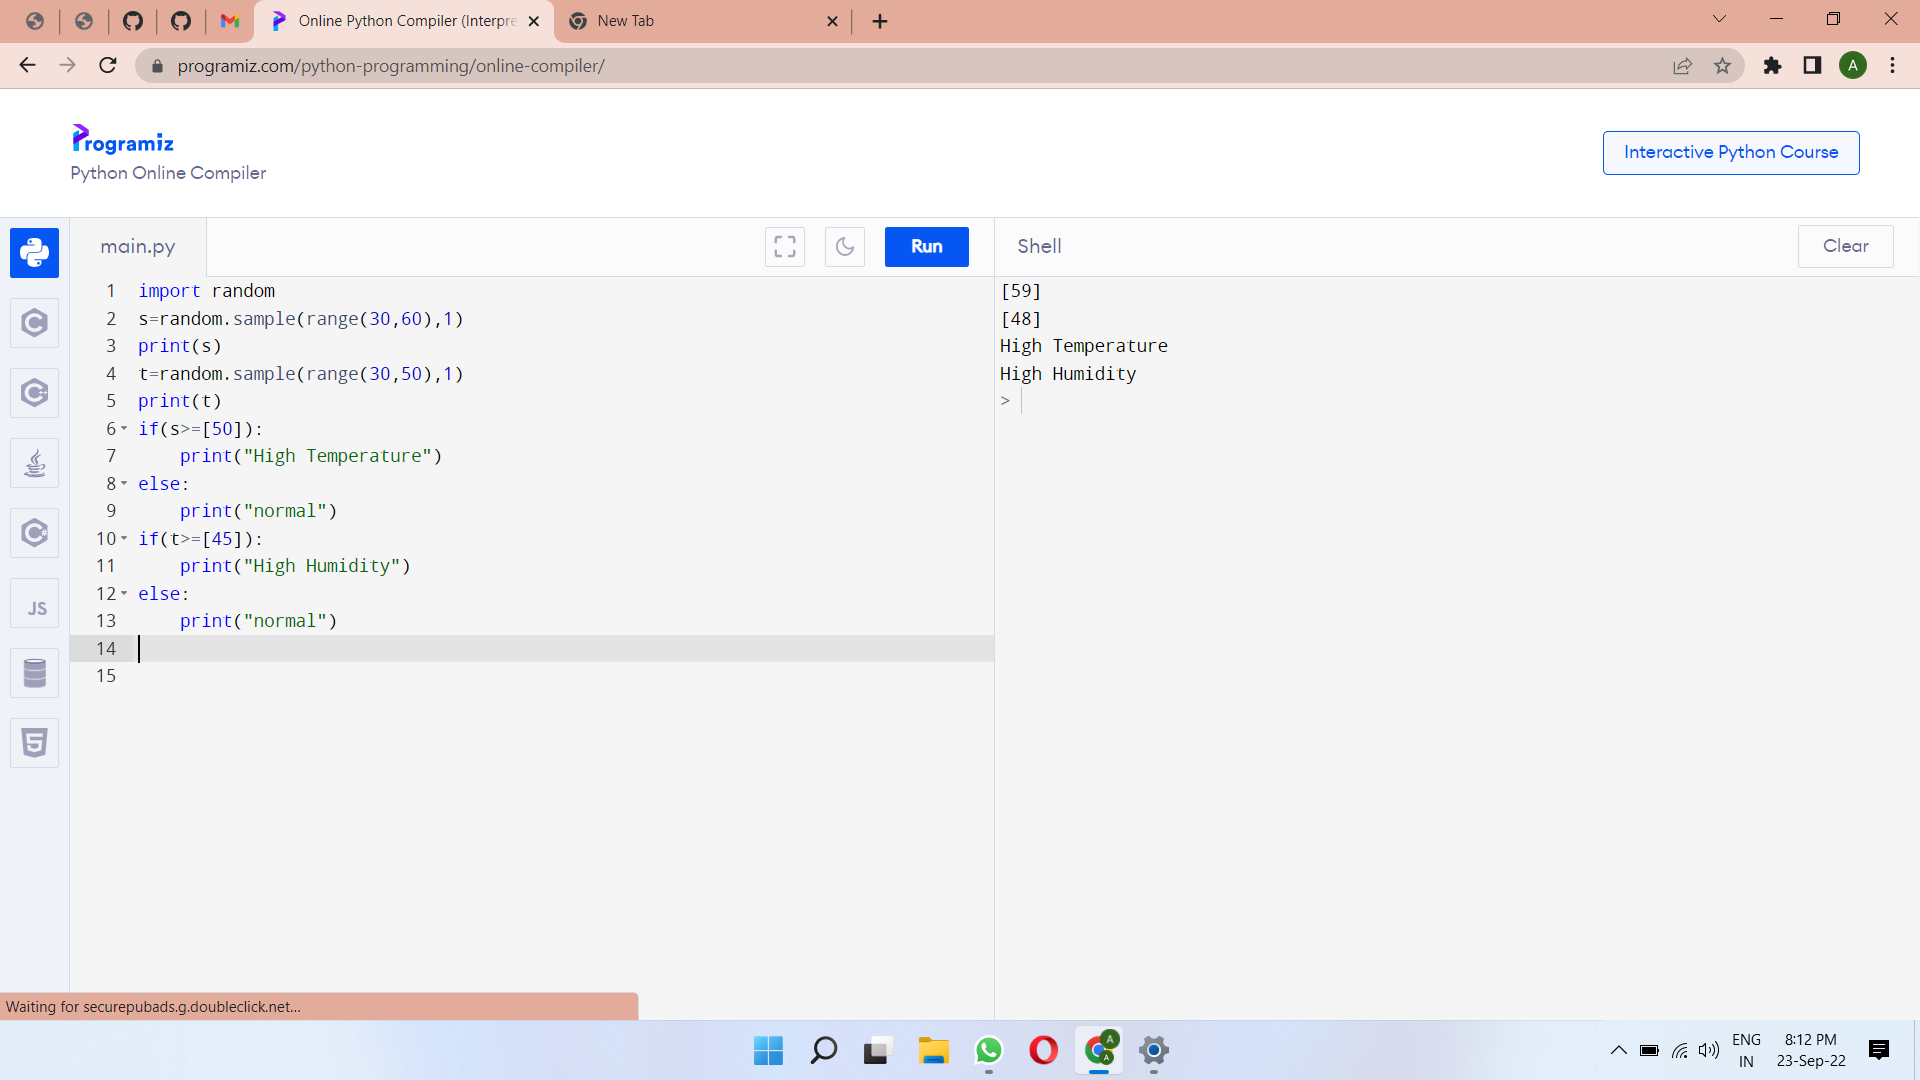 Online Python Compiler (Interpre
New Tab
programiz.com/python-programming/online-compiler/
A
Programiz
Python Online Compiler
Interactive Python Course
main.py
Run
Shell
Clear
1 import random
2 s=random.sample(range(30,60),1)
3 print(s)
4 t=random.sample(range(30,50),1)
5 print(t)
6 if(s>=[50]):
7     print("High Temperature")
8 else:
9     print("normal")
10 if(t>=[45]):
11     print("High Humidity")
12 else:
13     print("normal")
14
15
[59]
[48]
High Temperature
High Humidity
>
JS
Waiting for securepubads.g.doubleclick.net...
A
A
ENG
IN
8:12 PM
23-Sep-22